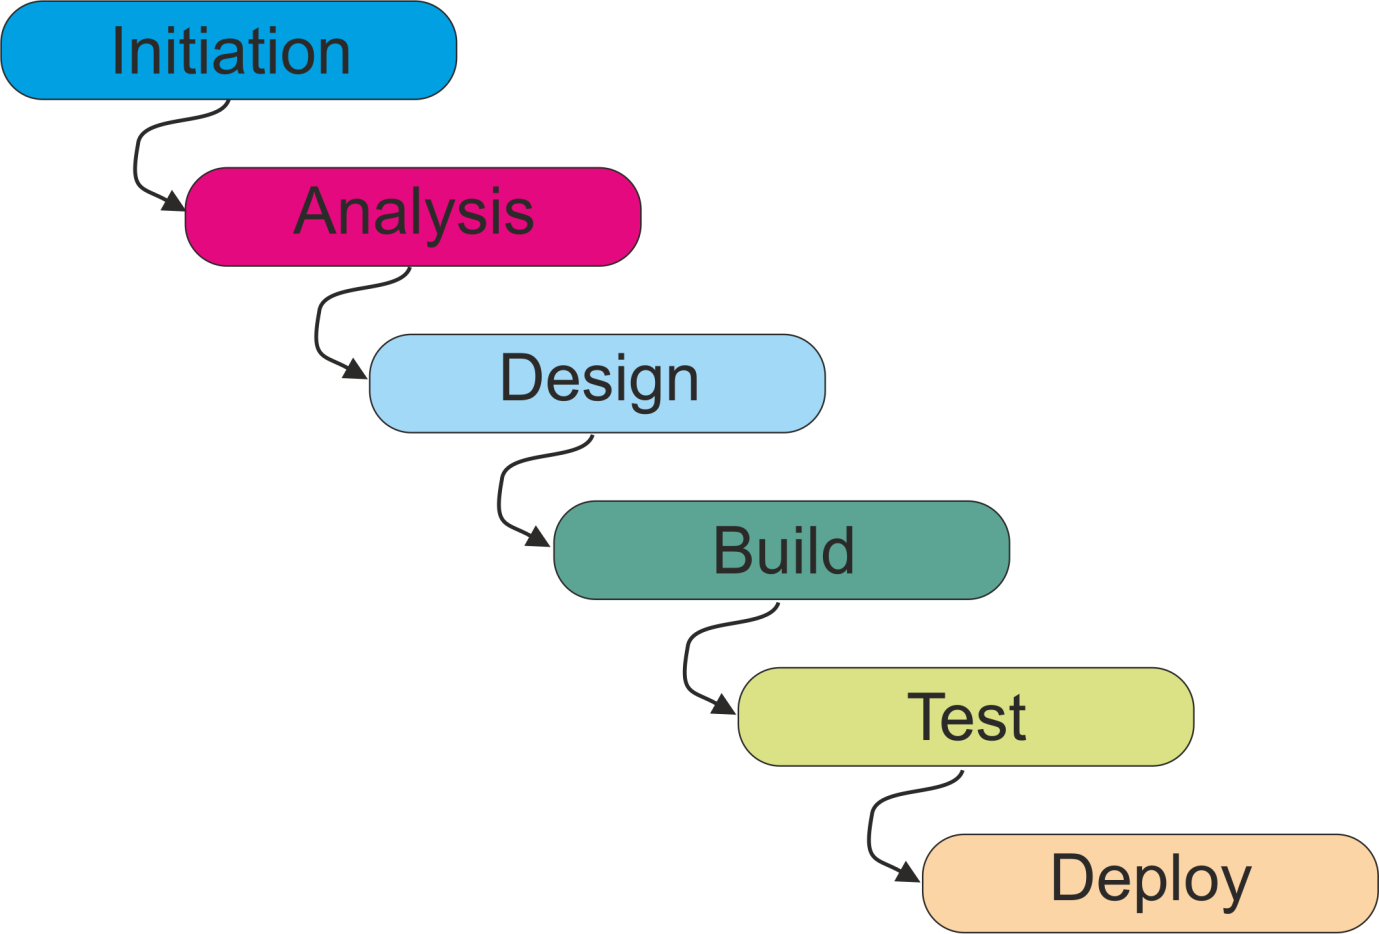 Initiation
Analysis
Design
Build
Test
Deploy